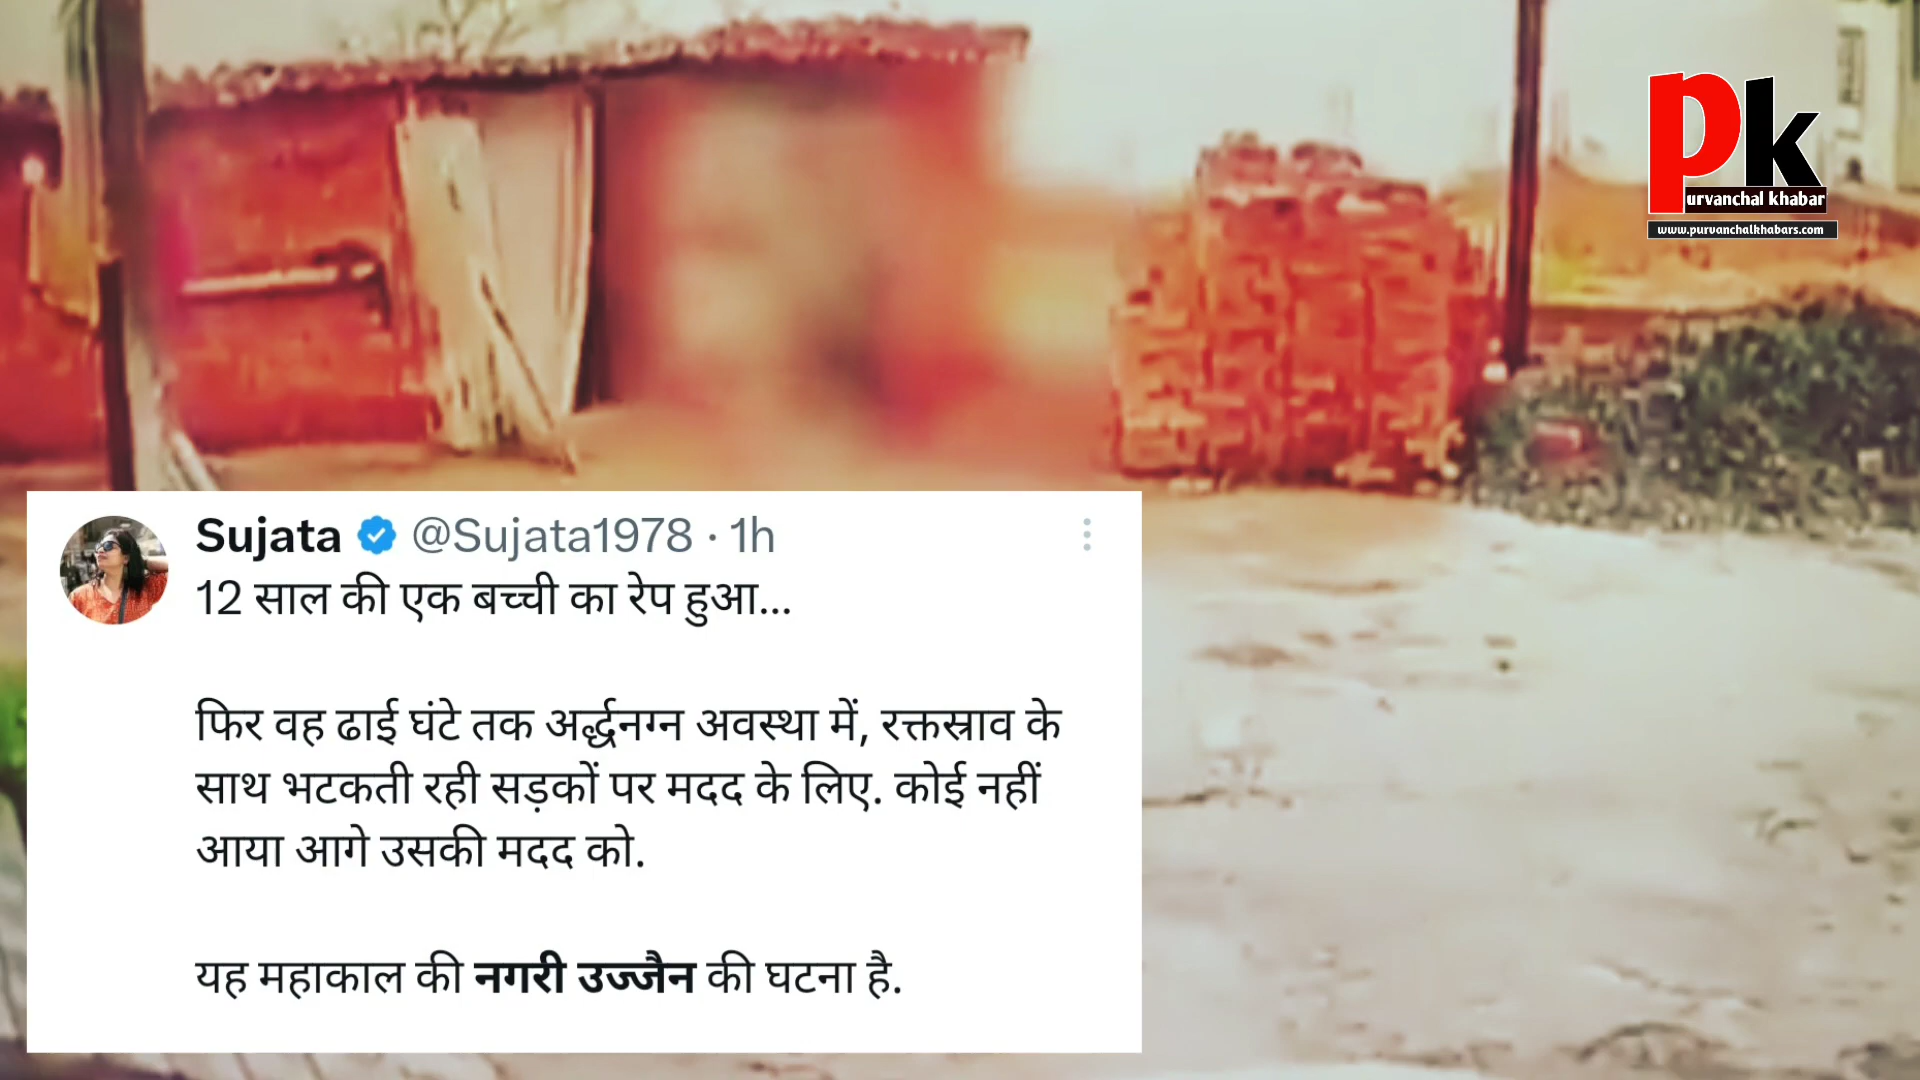 pk
urvanchal khabar
www.purvanchalkhabars.com
Sujata @Sujata1978 · 1h
12 साल की एक बच्ची का रेप हुआ...
फिर वह ढाई घंटे तक अर्द्धनग्न अवस्था में, रक्तस्राव के
साथ भटकती रही सड़कों पर मदद के लिए. कोई नहीं
आया आगे उसकी मदद को.
यह महाकाल की नगरी उज्जैन की घटना है.